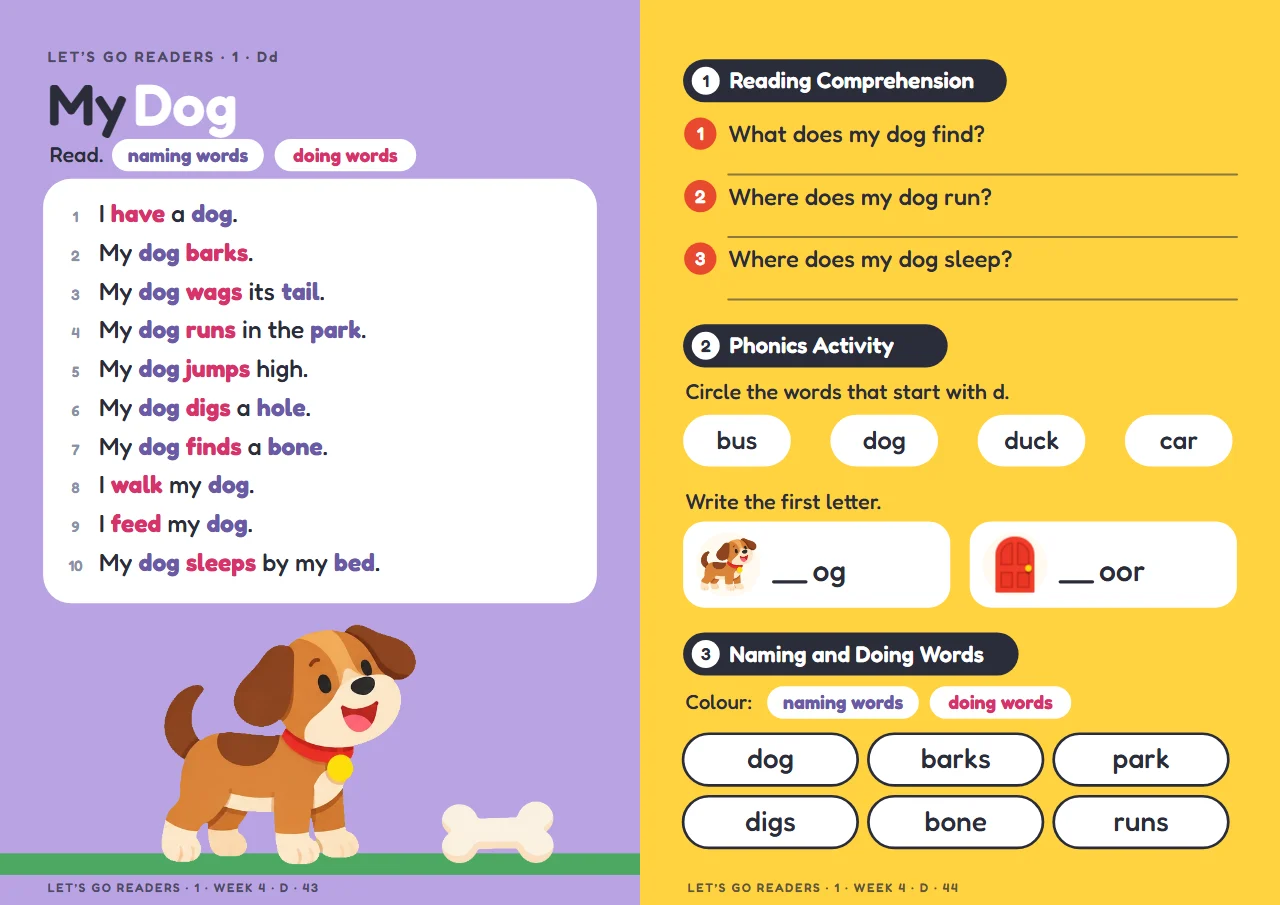 LET'S GO READERS · 1 · Dd
My Dog
Read. naming words doing words
1 I have a dog.
2 My dog barks.
3 My dog wags its tail.
4 My dog runs in the park.
5 My dog jumps high.
6 My dog digs a hole.
7 My dog finds a bone.
8 I walk my dog.
9 I feed my dog.
10 My dog sleeps by my bed.
LET'S GO READERS · 1 · WEEK 4 · D · 43
1 Reading Comprehension
1 What does my dog find?
2 Where does my dog run?
3 Where does my dog sleep?
2 Phonics Activity
Circle the words that start with d.
bus dog duck car
Write the first letter.
__og __oor
3 Naming and Doing Words
Colour: naming words doing words
dog barks park
digs bone runs
LET'S GO READERS · 1 · WEEK 4 · D · 44